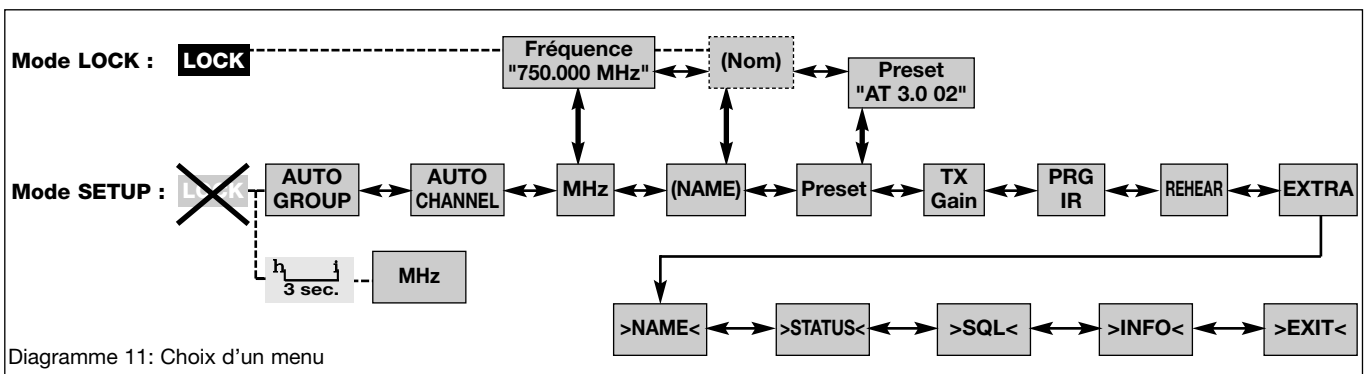 Mode LOCK : LOCK
Fréquence
"750.000 MHz"
(Nom)
Preset
"AT 3.0 02"
Mode SETUP : LOCK
AUTO
GROUP
AUTO
CHANNEL
MHz
(NAME)
Preset
TX
Gain
PRG
IR
REHEAR
EXTRA
h i
3 sec.
MHz
>NAME<
>STATUS<
>SQL<
>INFO<
>EXIT<
Diagramme 11: Choix d’un menu